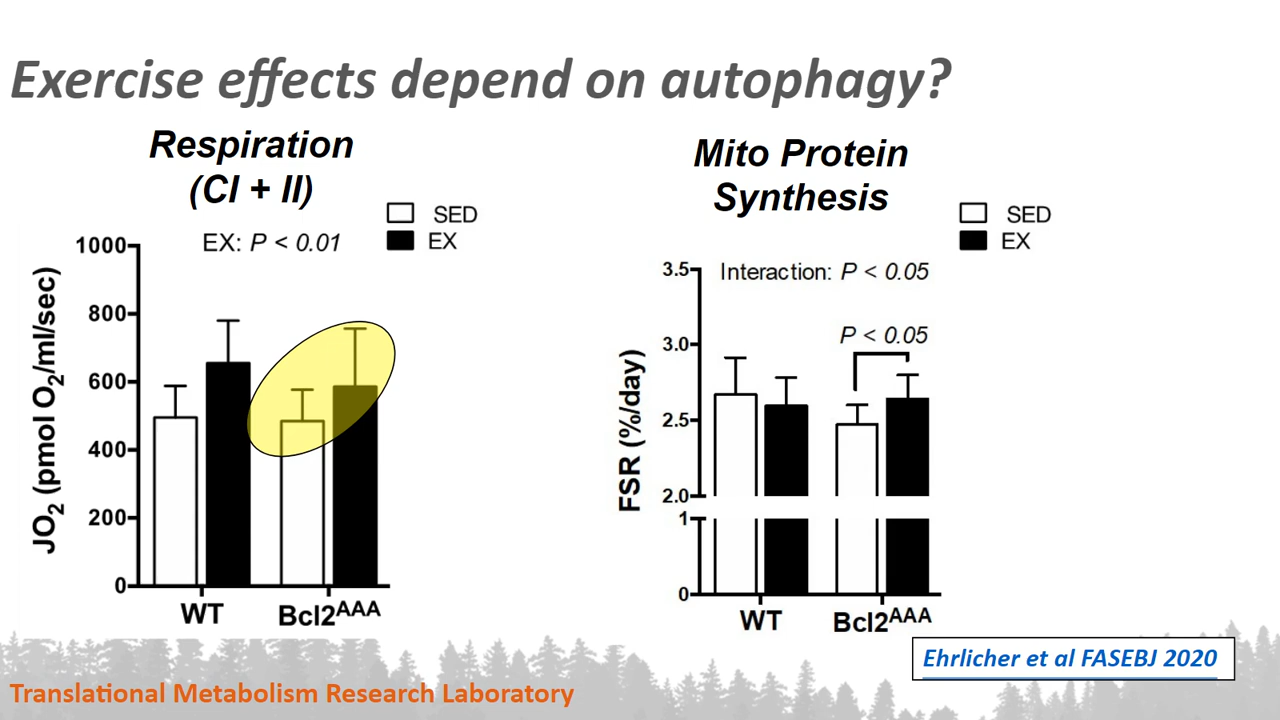 Exercise effects depend on autophagy?
Respiration
(CI + II)
SED
EX
EX: P < 0.01
1000
800
600
400
200
0
JO2 (pmol O2/ml/sec)
WT
Bcl2AAA
Mito Protein
Synthesis
SED
EX
Interaction: P < 0.05
P < 0.05
3.5
3.0
2.5
2.0
1
0
FSR (%/day)
WT
Bcl2AAA
Ehrlicher et al FASEBJ 2020
Translational Metabolism Research Laboratory